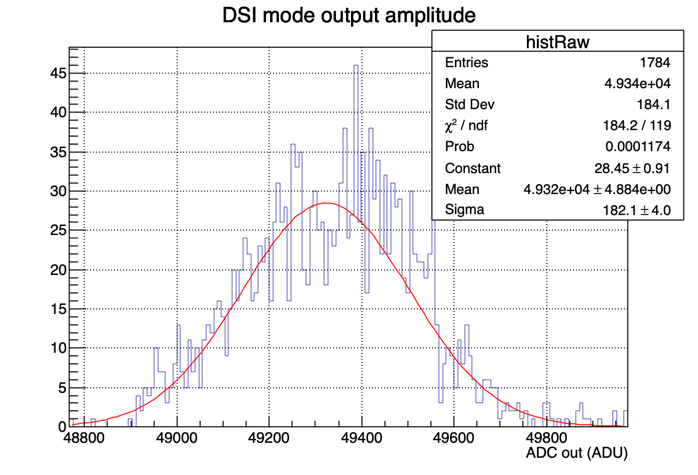 DSI mode output amplitude
histRaw
Entries 1784
Mean 4.934e+04
Std Dev 184.1
χ² / ndf 184.2 / 119
Prob 0.0001174
Constant 28.45 ± 0.91
Mean 4.932e+04 ± 4.884e+00
Sigma 182.1 ± 4.0
45
40
35
30
25
20
15
10
5
0
48800 49000 49200 49400 49600 49800
ADC out (ADU)